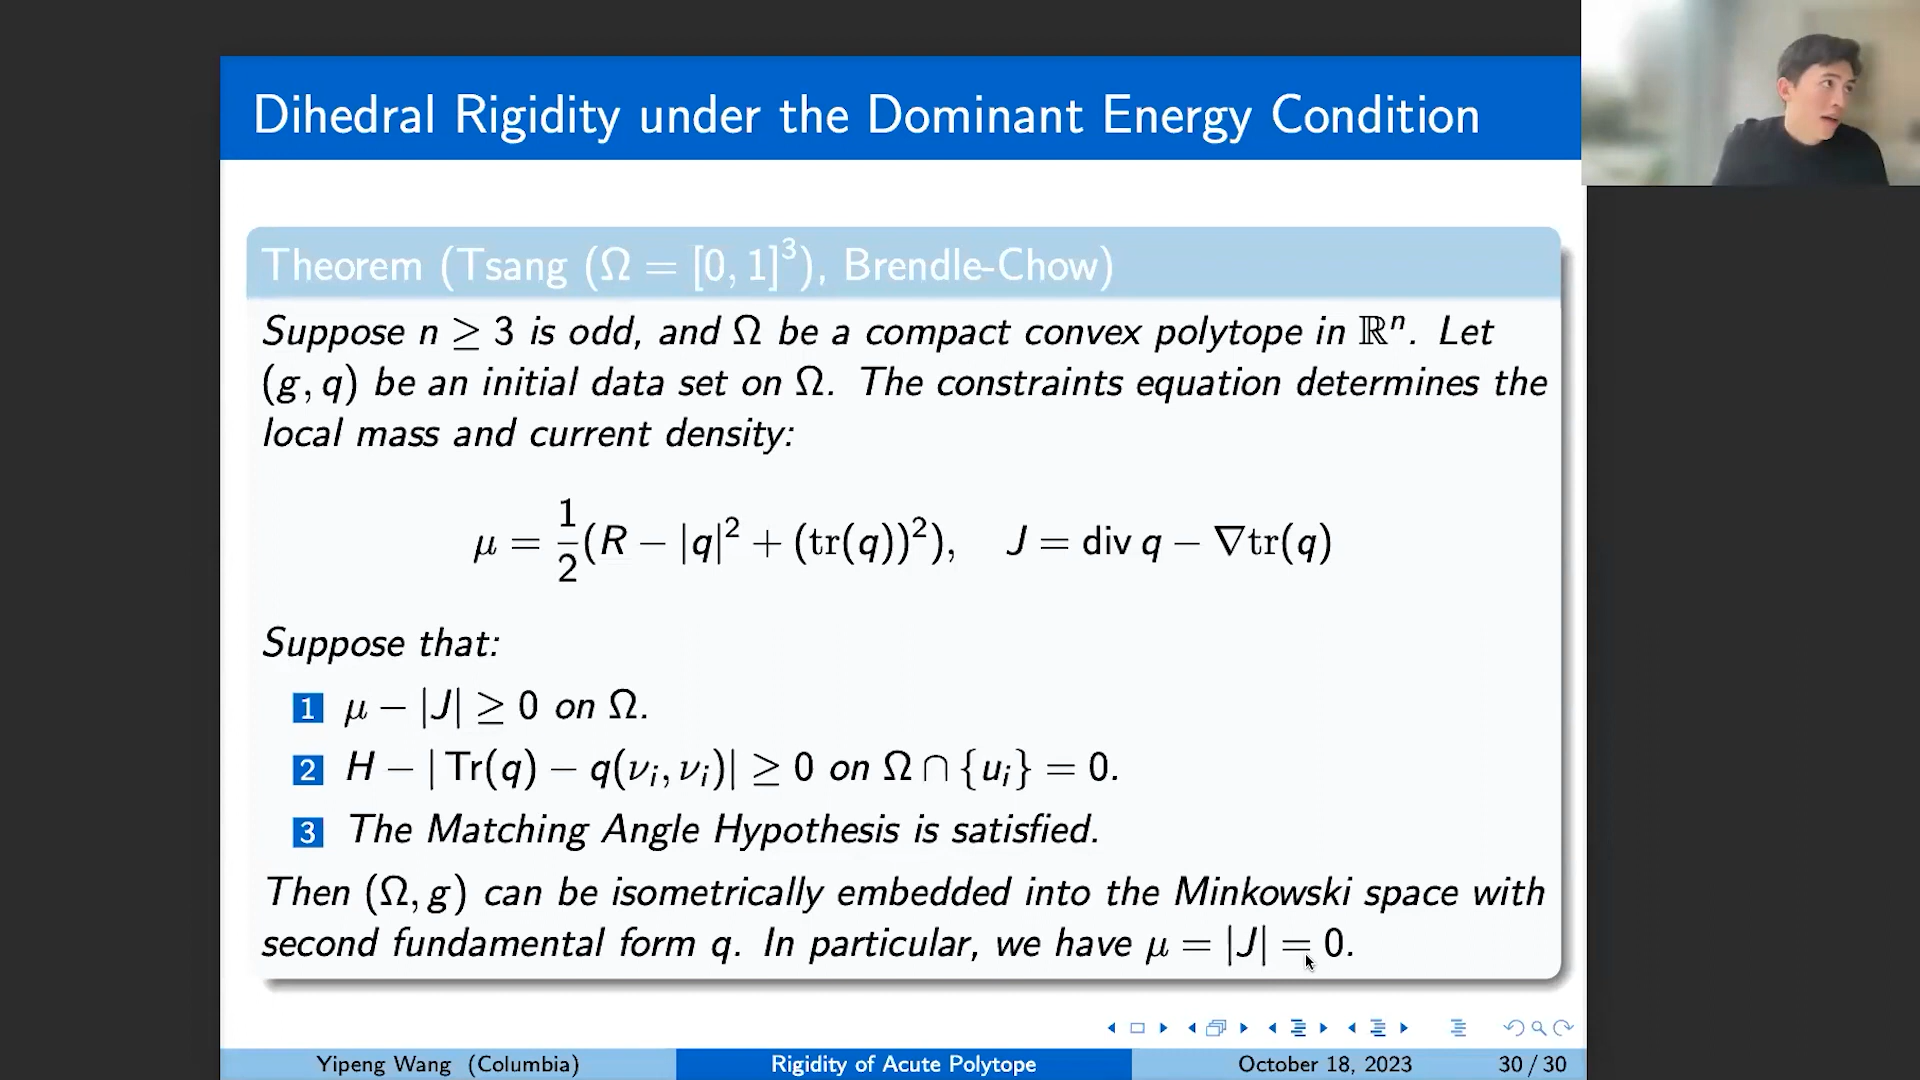 Dihedral Rigidity under the Dominant Energy Condition
Theorem (Tsang (Ω = [0, 1]³), Brendle-Chow)
Suppose n ≥ 3 is odd, and Ω be a compact convex polytope in ℝⁿ. Let
(g, q) be an initial data set on Ω. The constraints equation determines the
local mass and current density:
μ = 1/2 (R − |q|² + (tr(q))²), J = div q − ∇tr(q)
Suppose that:
1 μ − |J| ≥ 0 on Ω.
2 H − | Tr(q) − q(νᵢ, νᵢ)| ≥ 0 on Ω ∩ {uᵢ} = 0.
3 The Matching Angle Hypothesis is satisfied.
Then (Ω, g) can be isometrically embedded into the Minkowski space with
second fundamental form q. In particular, we have μ = |J| = 0.
Yipeng Wang (Columbia) Rigidity of Acute Polytope October 18, 2023 30 / 30